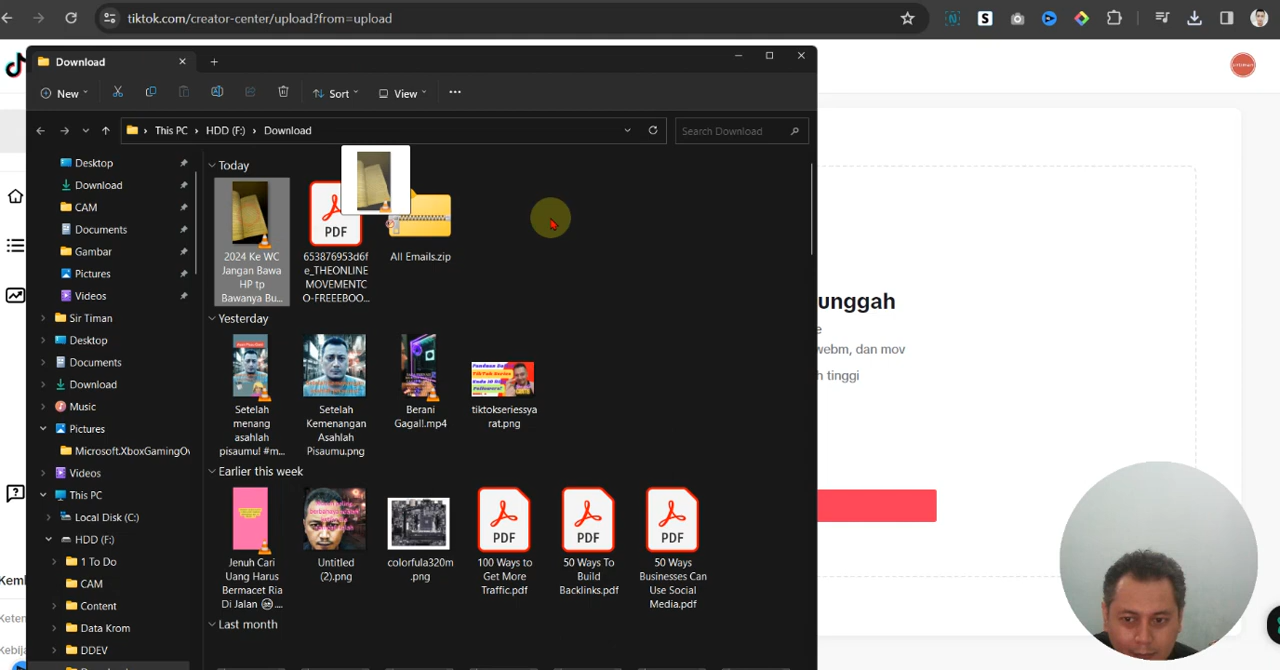 tiktok.com/creator-center/upload?from=upload
Download
New
Sort
View
This PC
HDD (F:)
Download
Search Download
Desktop
Download
CAM
Documents
Gambar
Pictures
Videos
Sir Timan
Desktop
Documents
Download
Music
Pictures
Microsoft.XboxGamingOv
Videos
This PC
Local Disk (C:)
HDD (F:)
1 To Do
CAM
Content
Data Krom
DDEV
Today
2024 Ke WC
Jangan Bawa
HP tp
Bawanya Bu...
PDF
653876953d6f
e_THEONLINE
MOVEMENTC
O-FREEEBOO...
All Emails.zip
Yesterday
Setelah
menang
asahlah
pisaumu! #m...
Setelah
Kemenangan
Asahlah
Pisaumu.png
Berani
Gagal!.mp4
tiktokseriessya
rat.png
Earlier this week
Jenuh Cari
Uang Harus
Bermacet Ria
Di Jalan 😂...
Untitled
(2).png
colorfula320m
.png
PDF
100 Ways to
Get More
Traffic.pdf
PDF
50 Ways To
Build
Backlinks.pdf
PDF
50 Ways
Businesses Can
Use Social
Media.pdf
Last month
unggah
e
webm, dan mov
h tinggi
Kemb
Keten
Kebija